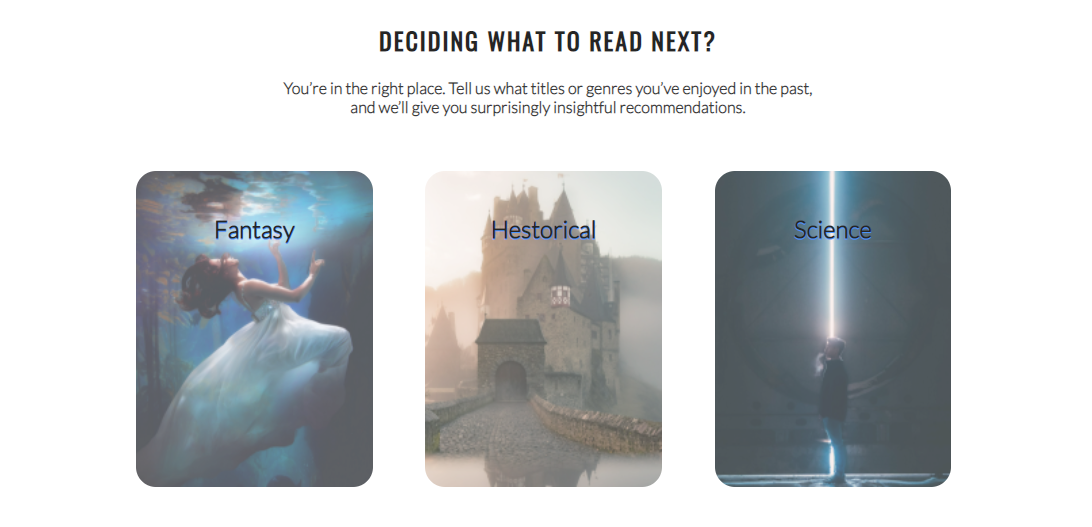 DECIDING WHAT TO READ NEXT?
You're in the right place. Tell us what titles or genres you've enjoyed in the past,
and we'll give you surprisingly insightful recommendations.
Fantasy
Hestorical
Science